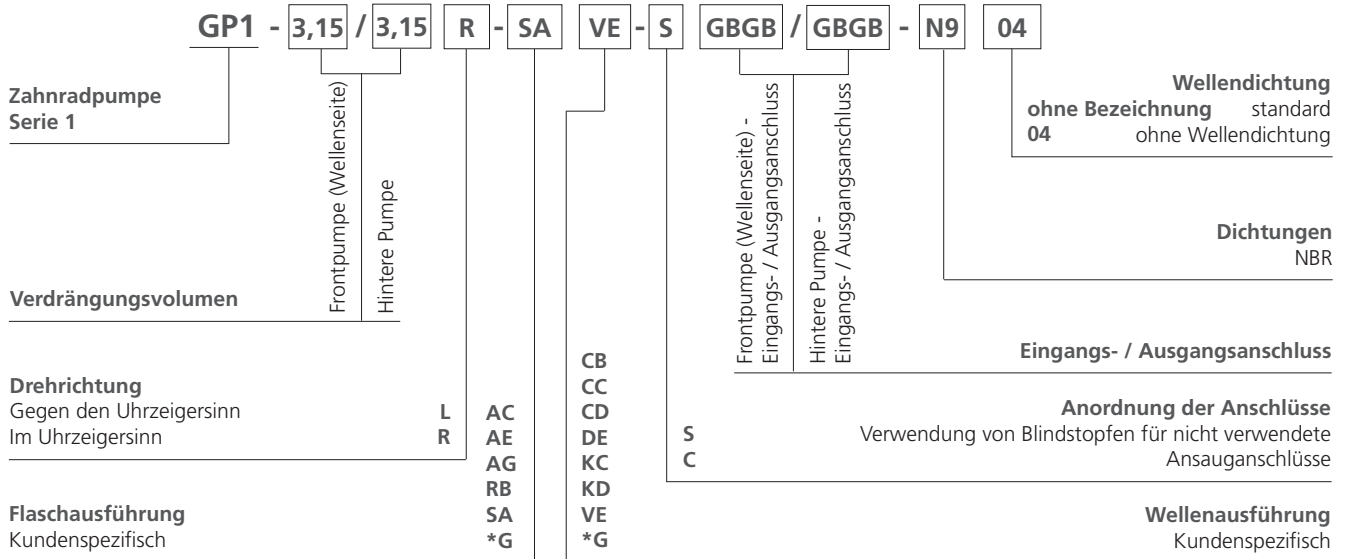 GP1 - 3,15 / 3,15 R - SA VE - S GBGB / GBGB - N9 04
Zahnradpumpe
Serie 1
Frontpumpe (Wellenseite)
Hintere Pumpe
Verdrängungsvolumen
Drehrichtung
Gegen den Uhrzeigersinn L
Im Uhrzeigersinn R
Flaschausführung
Kundenspezifisch
AC
AE
AG
RB
SA
*G
CB
CC
CD
DE
KC
KD
VE
*G
Wellendichtung
ohne Bezeichnung standard
04 ohne Wellendichtung
Dichtungen
NBR
Frontpumpe (Wellenseite) -
Eingangs- / Ausgangsanschluss
Hintere Pumpe -
Eingangs- / Ausgangsanschluss
Eingangs- / Ausgangsanschluss
Anordnung der Anschlüsse
S Verwendung von Blindstopfen für nicht verwendete
C Ansauganschlüsse
Wellenausführung
Kundenspezifisch